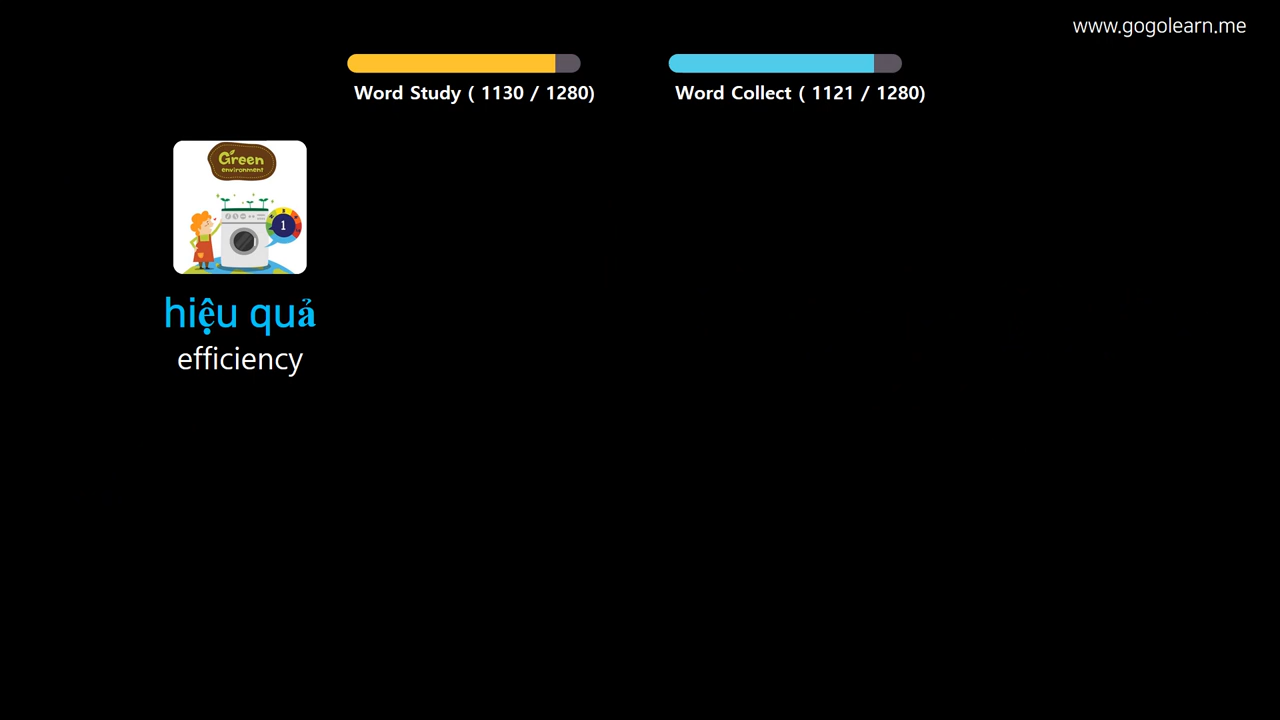 www.gogolearn.me
Word Study ( 1130 / 1280)
Word Collect ( 1121 / 1280)
Green
environment
1
hiệu quả
efficiency